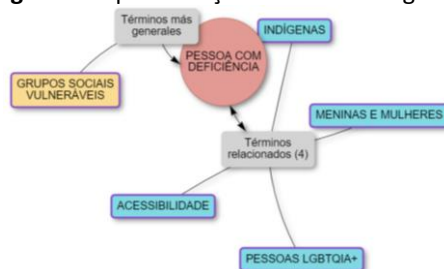 Términos más
generales
INDÍGENAS
PESSOA COM
DEFICIÊNCIA
GRUPOS SOCIAIS
VULNERÁVEIS
MENINAS E MULHERES
Términos
relacionados (4)
ACESSIBILIDADE
PESSOAS LGBTQIA+